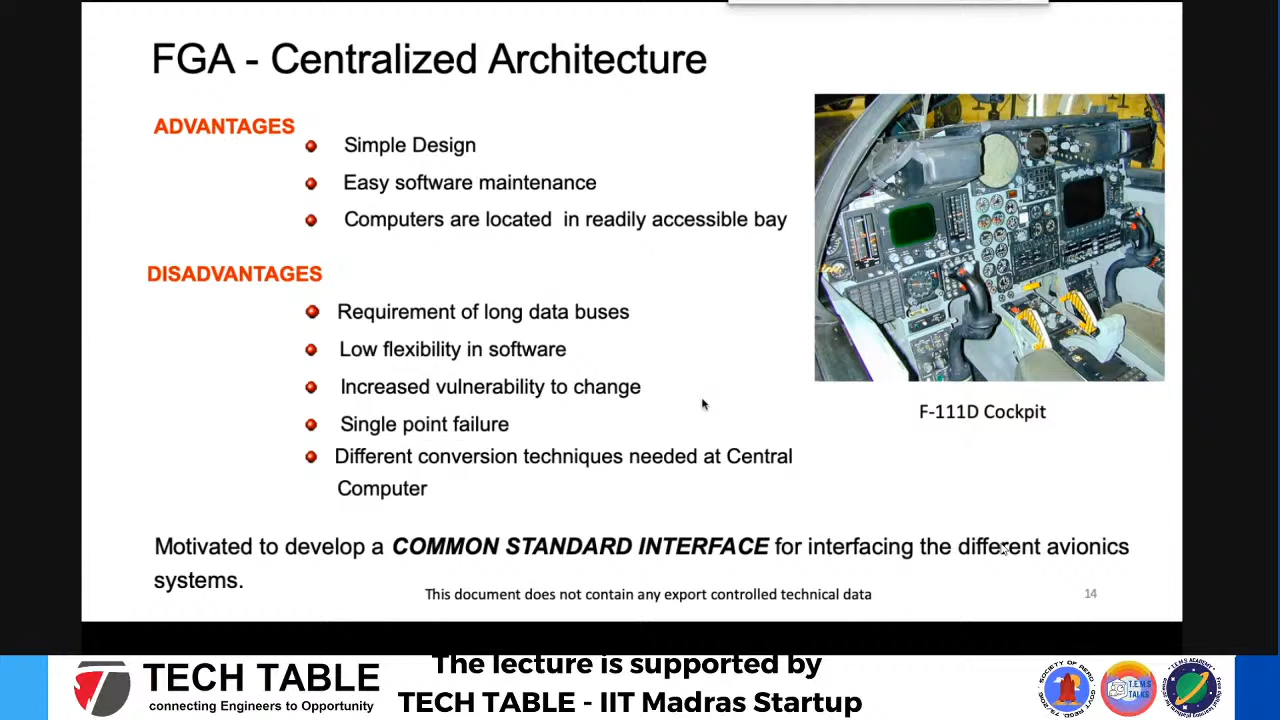 FGA - Centralized Architecture
ADVANTAGES
Simple Design
Easy software maintenance
Computers are located in readily accessible bay
DISADVANTAGES
Requirement of long data buses
Low flexibility in software
Increased vulnerability to change
Single point failure
Different conversion techniques needed at Central
Computer
F-111D Cockpit
Motivated to develop a COMMON STANDARD INTERFACE for interfacing the different avionics
systems.
This document does not contain any export controlled technical data
14
TECH TABLE
connecting Engineers to Opportunity
The lecture is supported by
TECH TABLE - IIT Madras Startup
T.E.M.S
TALKS